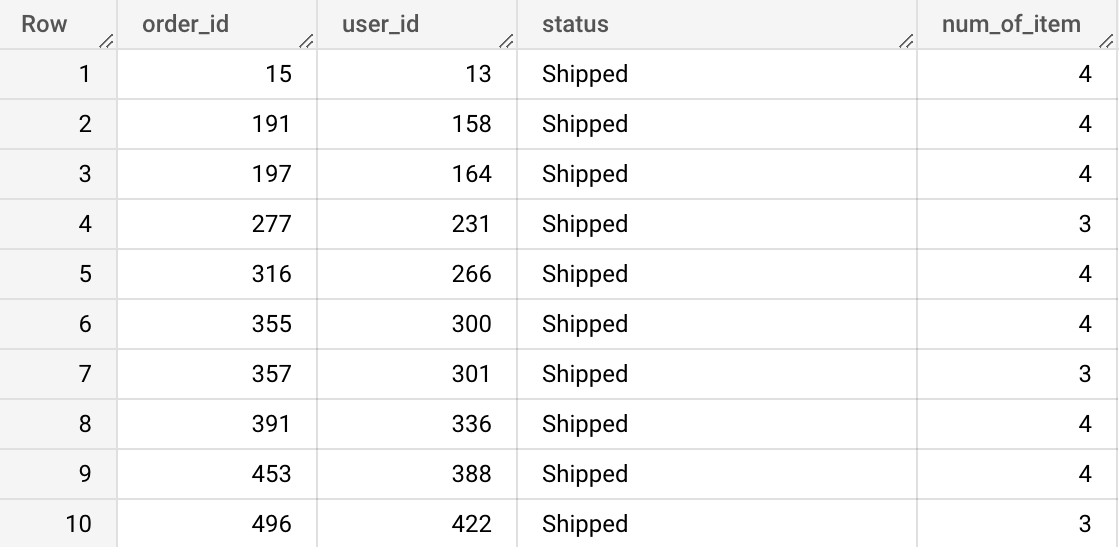 Row order_id user_id status num_of_item
1 15 13 Shipped 4
2 191 158 Shipped 4
3 197 164 Shipped 4
4 277 231 Shipped 3
5 316 266 Shipped 4
6 355 300 Shipped 4
7 357 301 Shipped 3
8 391 336 Shipped 4
9 453 388 Shipped 4
10 496 422 Shipped 3